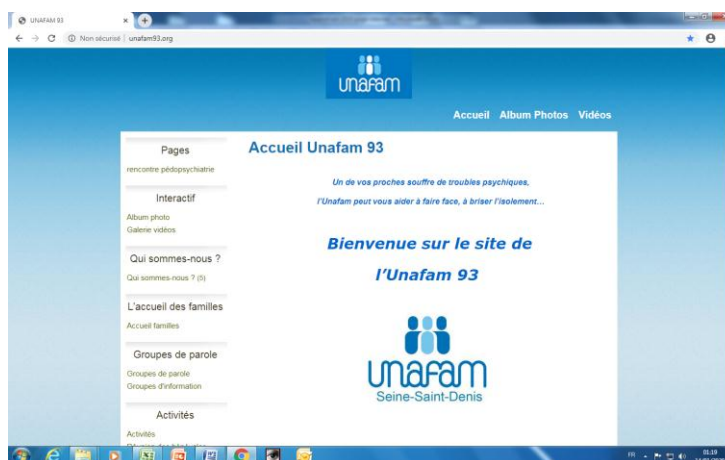 UNAFAM 93
Non sécurisé | unafam93.org
unafam
Accueil Album Photos Vidéos
Pages
rencontre pédopsychiatrie
Interactif
Album photo
Galerie vidéos
Qui sommes-nous ?
Qui sommes-nous ? (5)
L'accueil des familles
Accueil familles
Groupes de parole
Groupes de parole
Groupes d'information
Activités
Activités
Accueil Unafam 93
Un de vos proches souffre de troubles psychiques,
l'Unafam peut vous aider à faire face, à briser l'isolement…
Bienvenue sur le site de
l'Unafam 93
unafam
Seine-Saint-Denis
FR
01:19